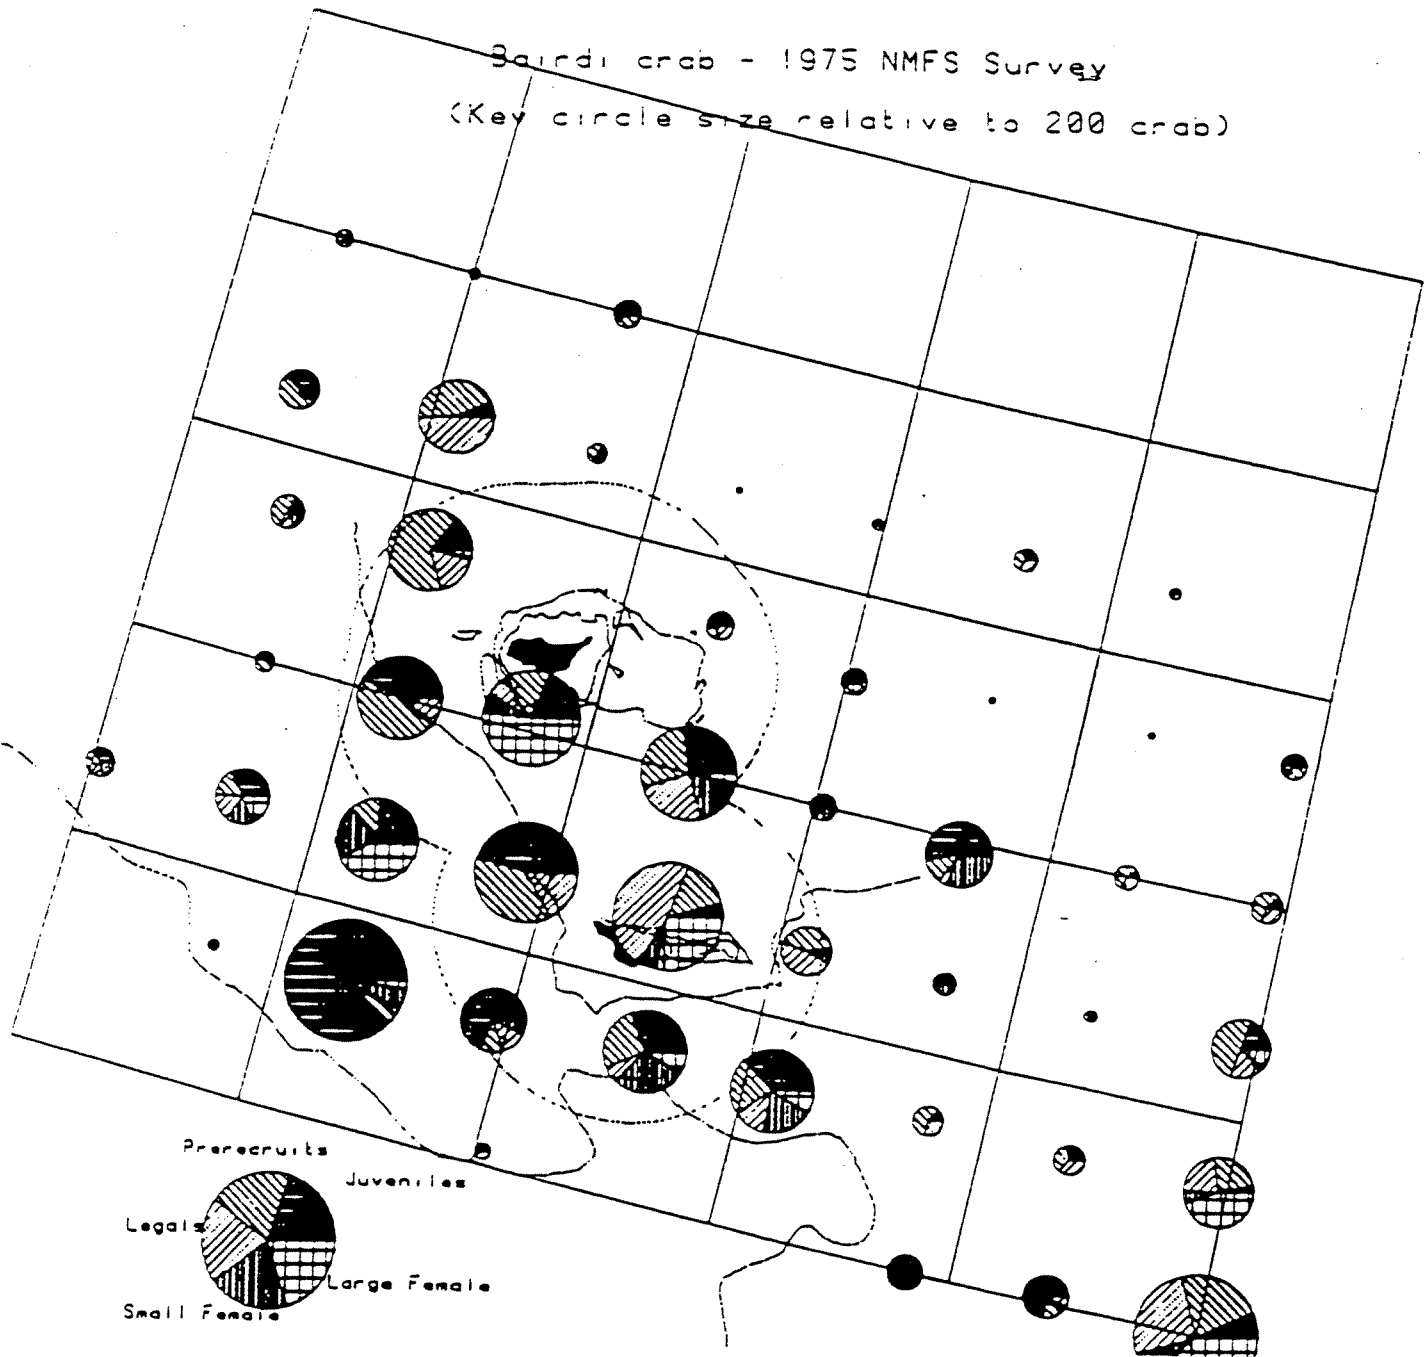 Bairdi crab - 1975 NMFS Survey
(Key circle size relative to 200 crab)
Prerecruits
Juveniles
Legals
Large Female
Small Female